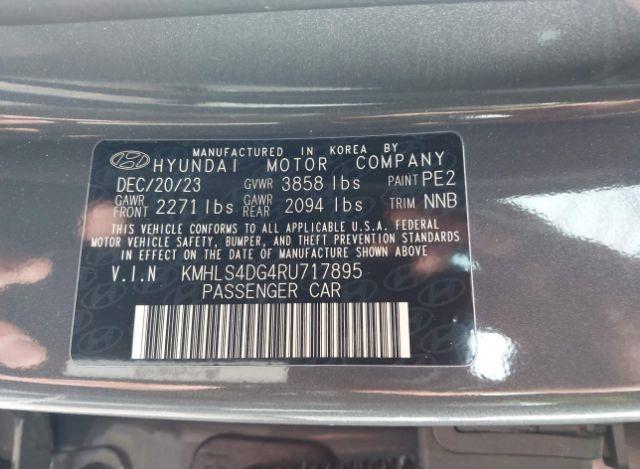 MANUFACTURED IN KOREA BY
HYUNDAI MOTOR COMPANY
DEC/20/23 GVWR 3858 lbs PAINT PE2
GAWR FRONT 2271 lbs GAWR REAR 2094 lbs TRIM NNB
THIS VEHICLE CONFORMS TO ALL APPLICABLE U.S.A. FEDERAL
MOTOR VEHICLE SAFETY, BUMPER, AND THEFT PREVENTION STANDARDS
IN EFFECT ON THE DATE OF MANUFACTURE SHOWN ABOVE
V.I.N KMHLS4DG4RU717895
PASSENGER CAR